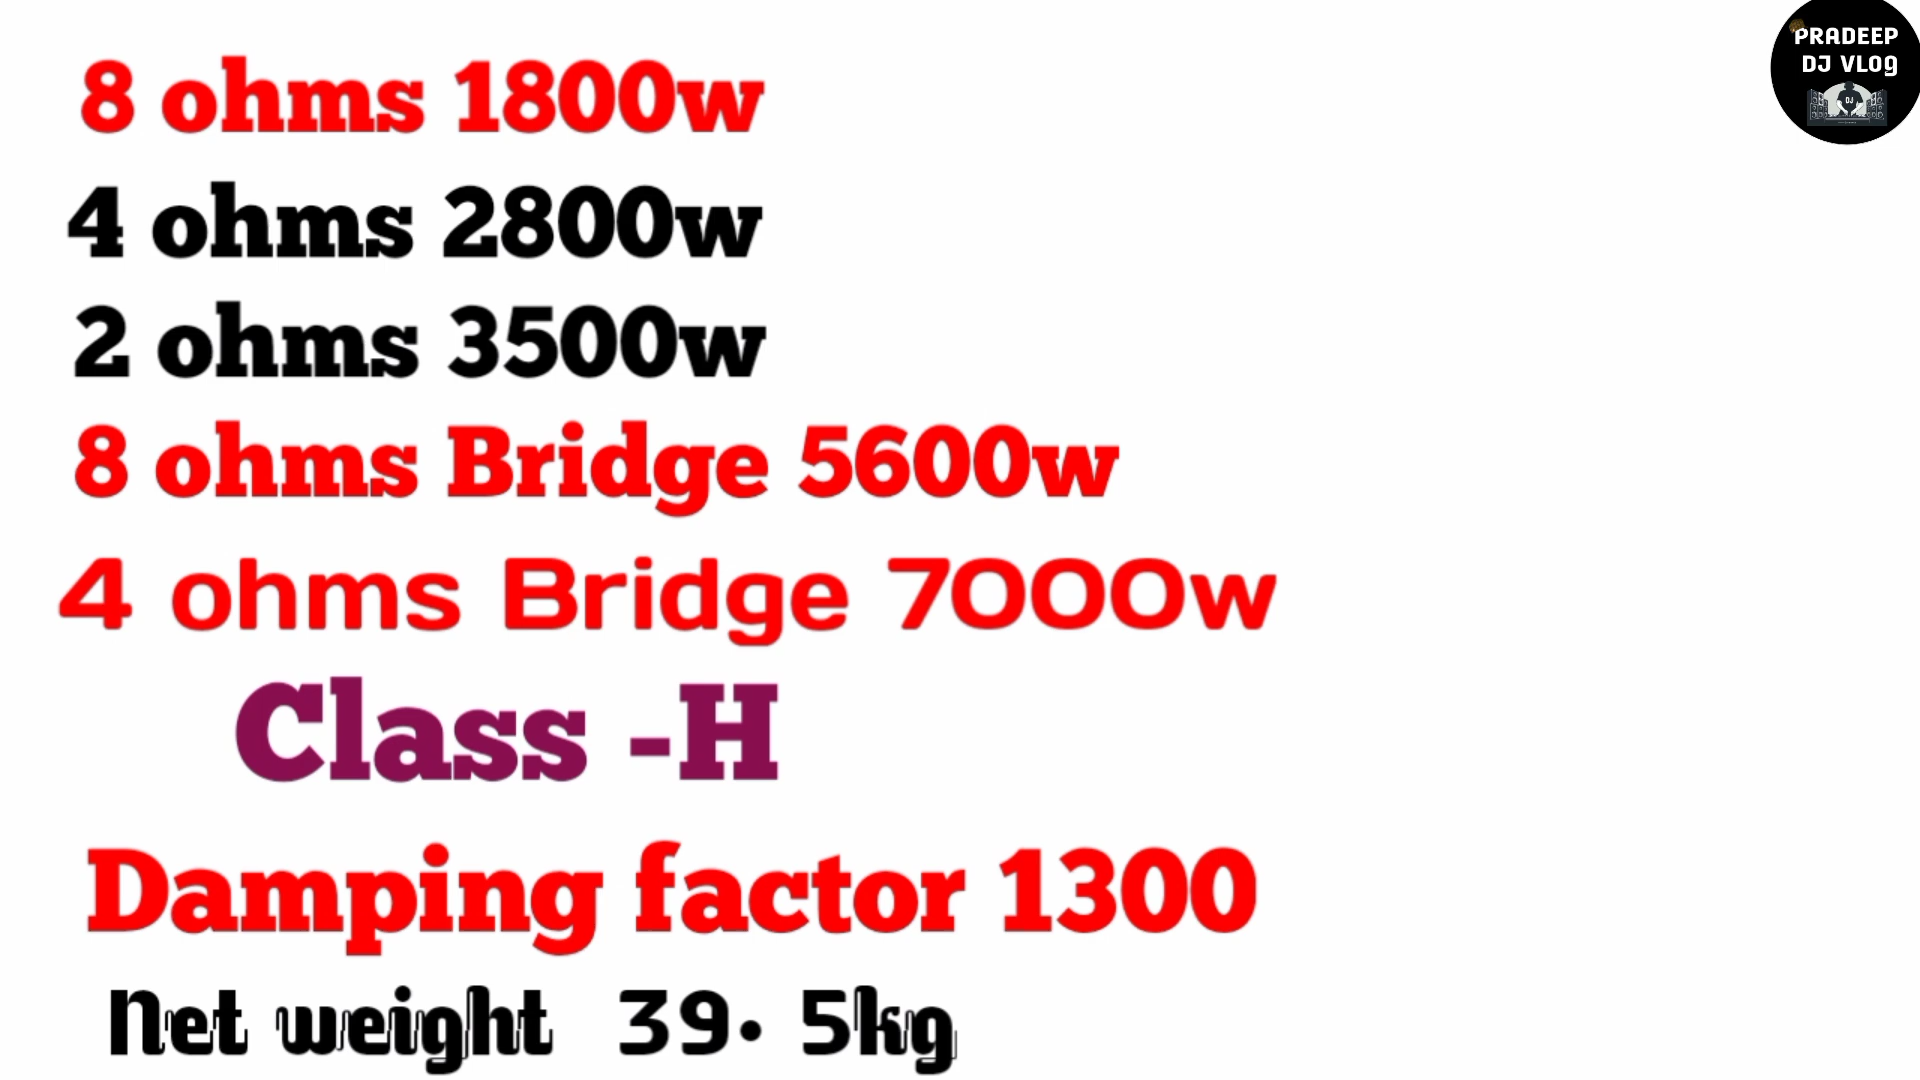 8 ohms 1800w
4 ohms 2800w
2 ohms 3500w
8 ohms Bridge 5600w
4 ohms Bridge 7000w
Class -H
Damping factor 1300
Net weight 39. 5kg
PRADEEP
DJ VLOg
DJ